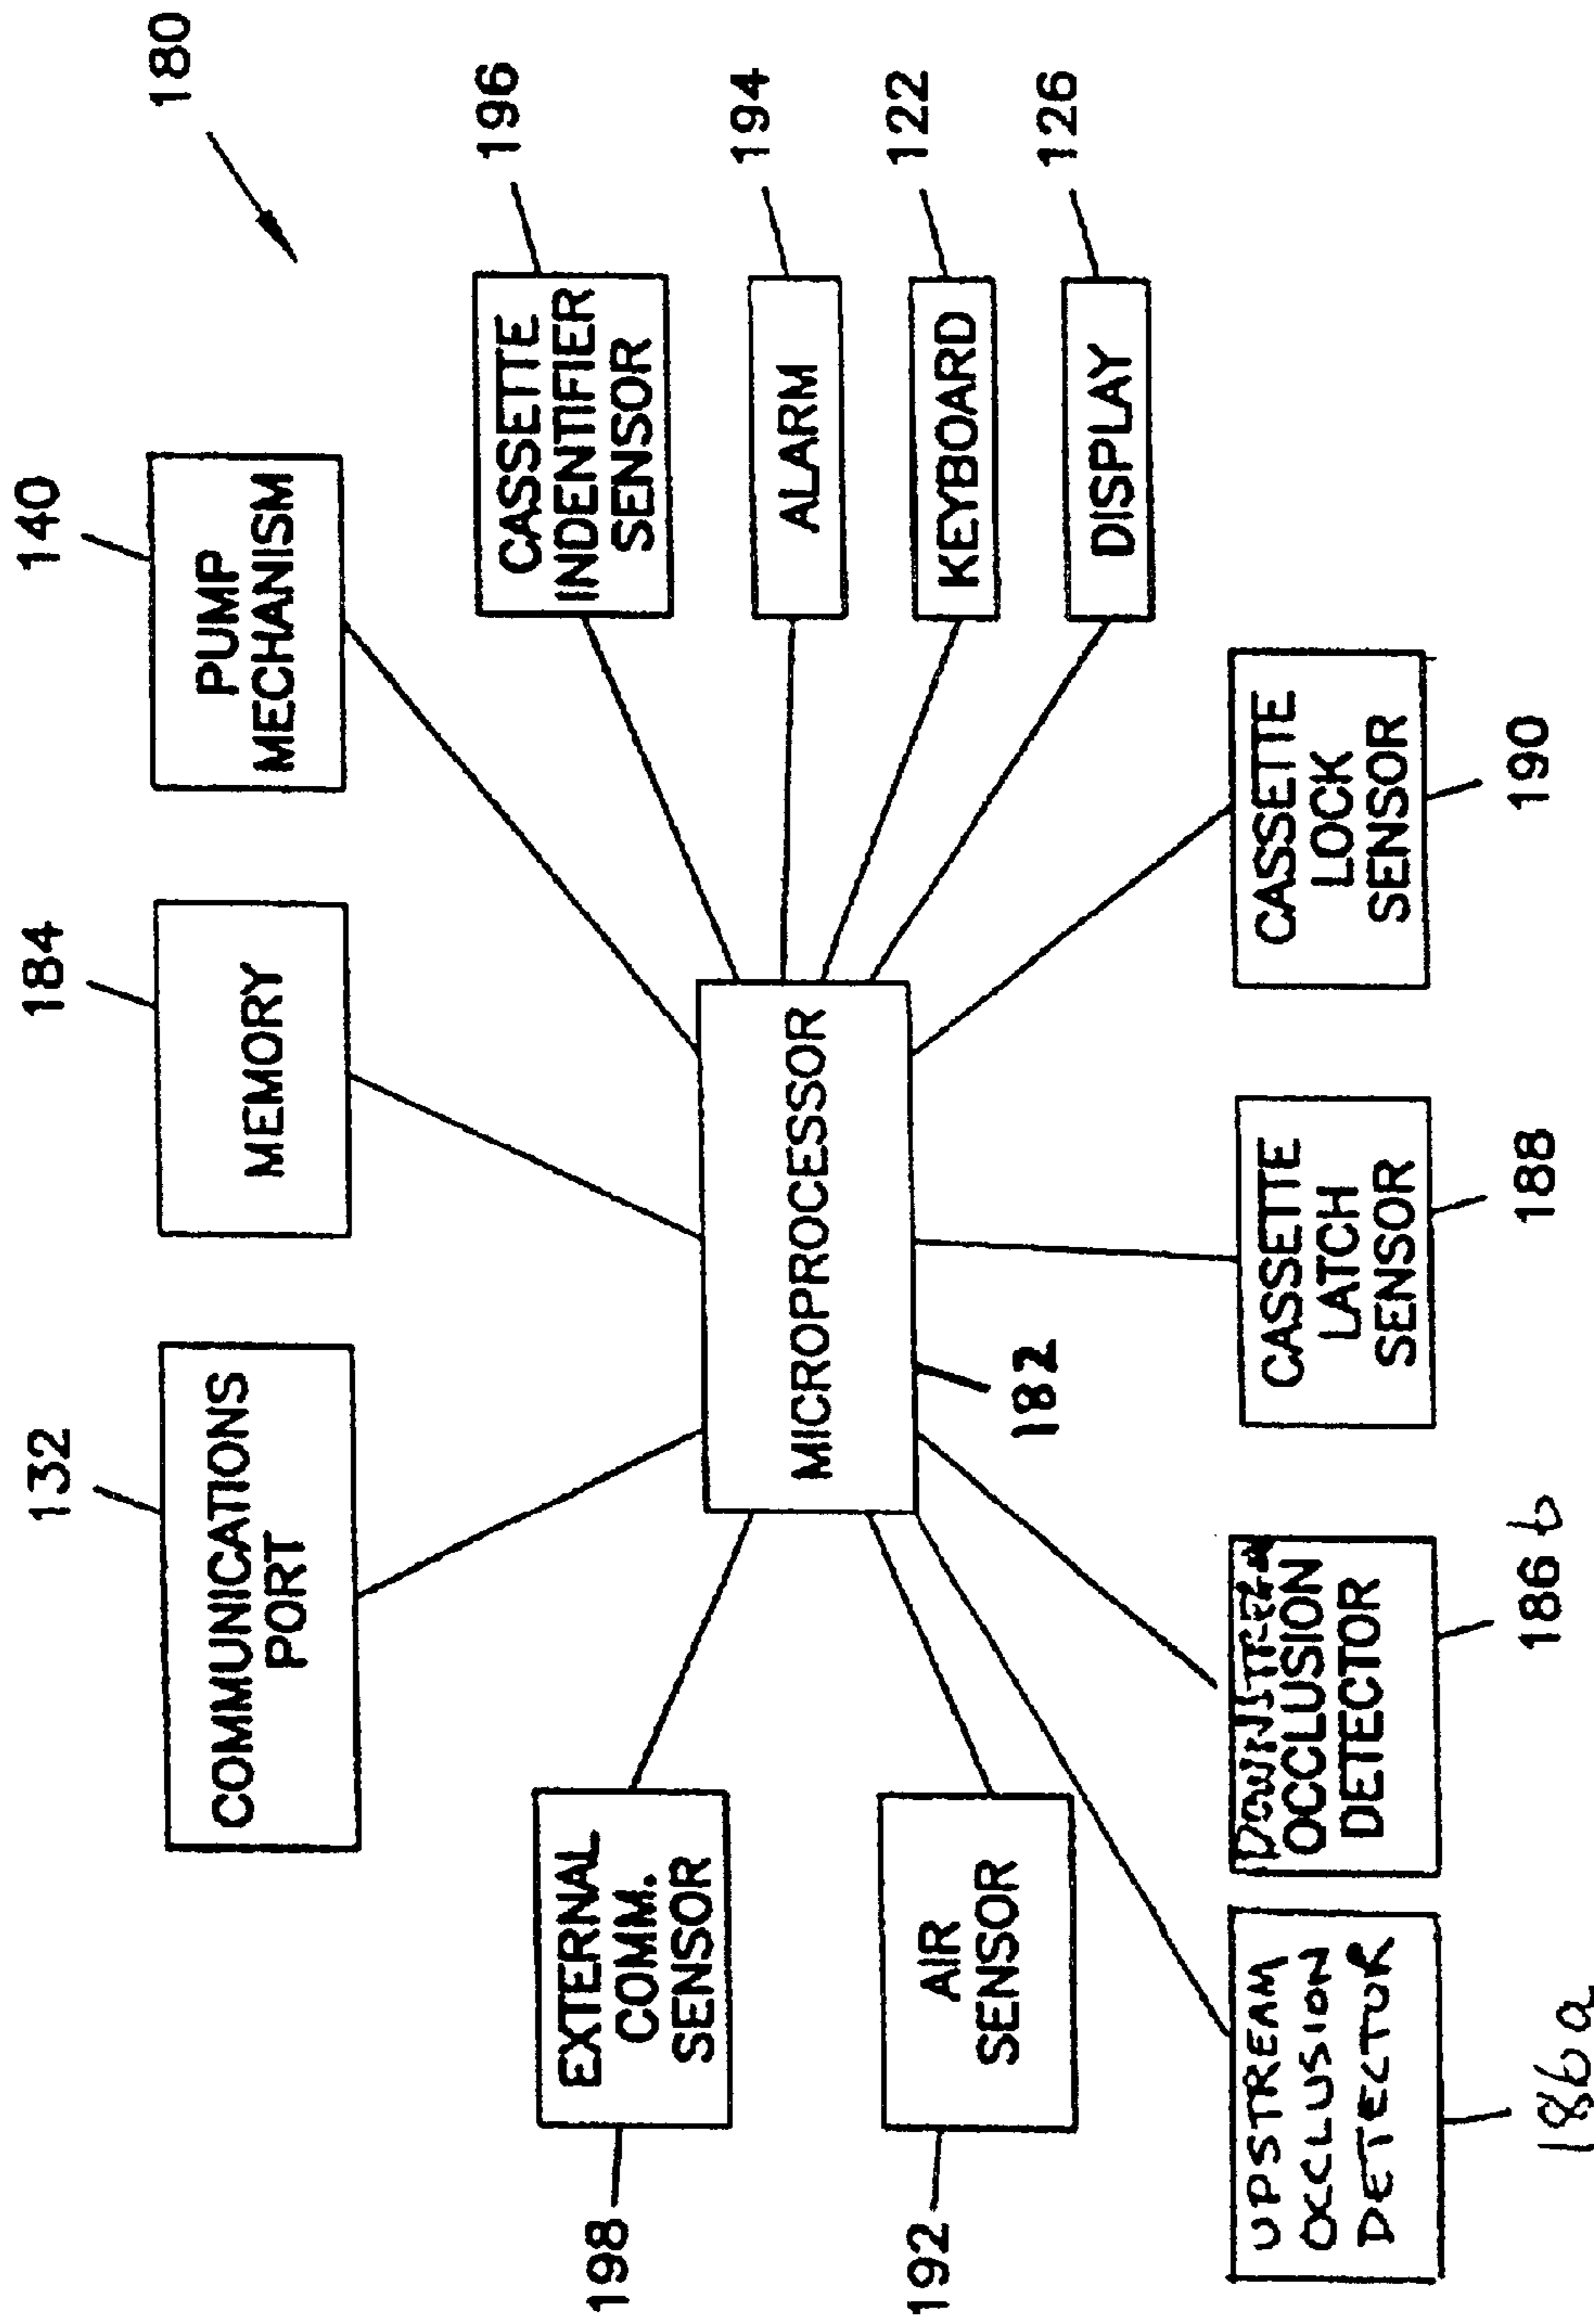 180
132
COMMUNICATIONS
PORT
184
MEMORY
140
PUMP
MECHANISM
198
EXTERNAL
COMM.
SENSOR
196
CASSETTE
INDENTIFIER
SENSOR
192
AIR
SENSOR
MICROPROCESSOR
182
ALARM
194
KEYBOARD
122
DISPLAY
126
UPSTREAM
OCCLUSION
DETECTOR
186a
OCCLUSION
DETECTOR
186 b
CASSETTE
LATCH
SENSOR
188
CASSETTE
LOCK
SENSOR
190